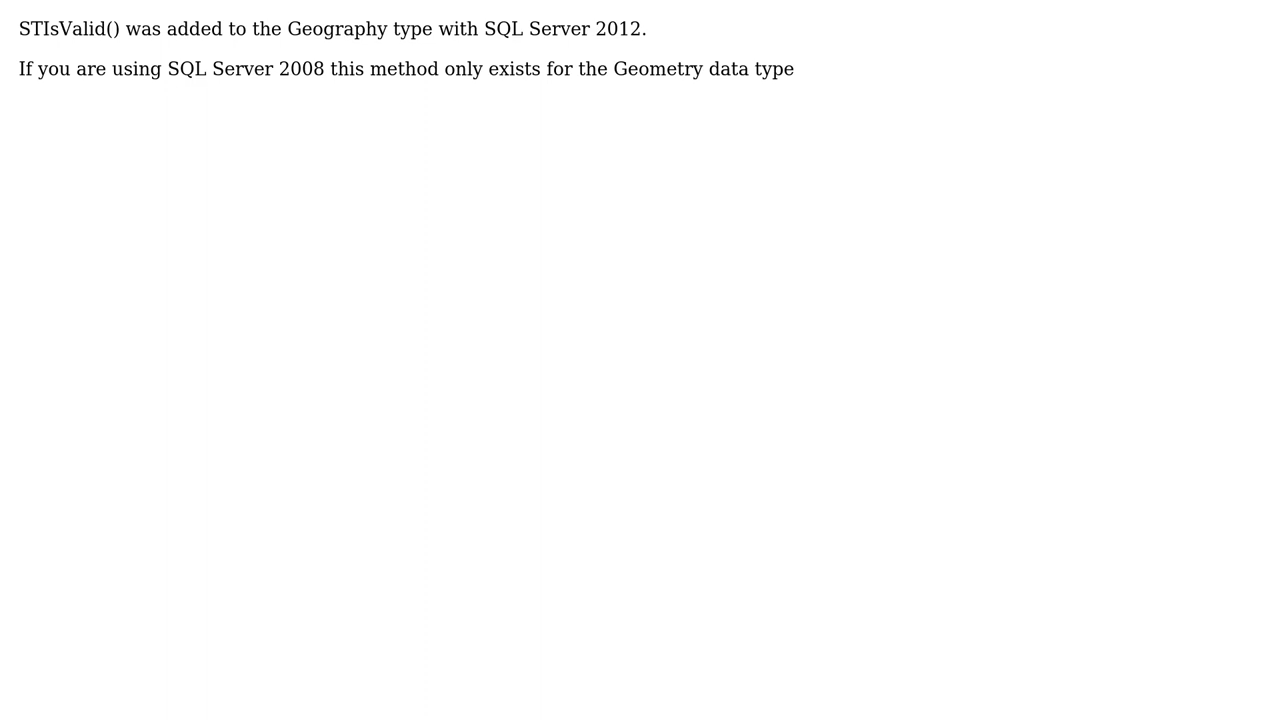 STIsValid() was added to the Geography type with SQL Server 2012.
If you are using SQL Server 2008 this method only exists for the Geometry data type